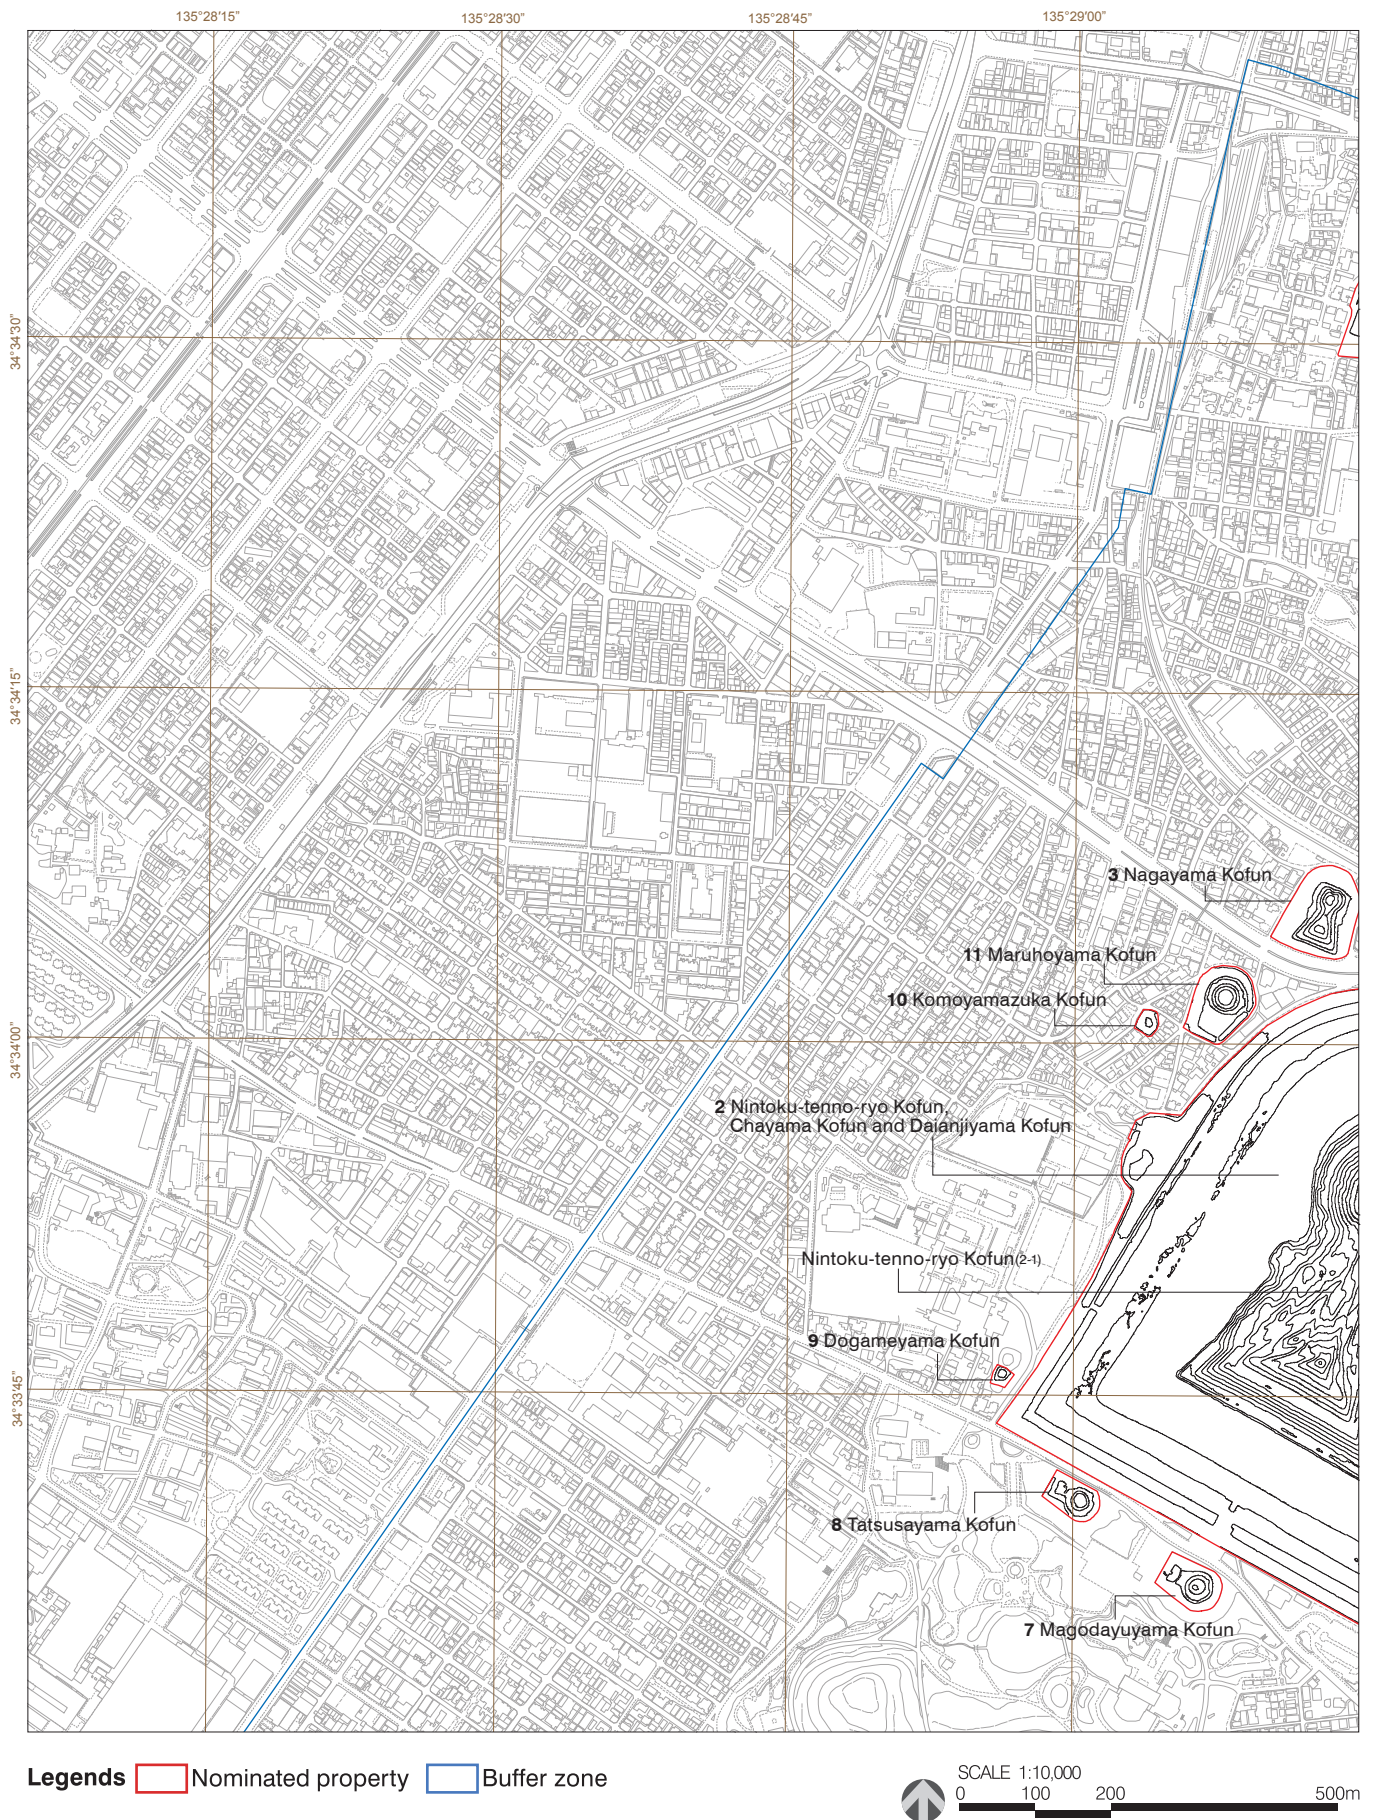 135°28'15" 135°28'30" 135°28'45" 135°29'00"
34°34'30"
34°34'15"
3 Nagayama Kofun
11 Maruhoyama Kofun
10 Komoyamazuka Kofun
34°34'00"
2 Nintoku-tenno-ryo Kofun,
Chayama Kofun and Daianjiyama Kofun
Nintoku-tenno-ryo Kofun(2-1)
9 Dogameyama Kofun
34°33'45"
8 Tatsusayama Kofun
7 Magodayuyama Kofun
Legends Nominated property Buffer zone
SCALE 1:10,000
0 100 200 500m